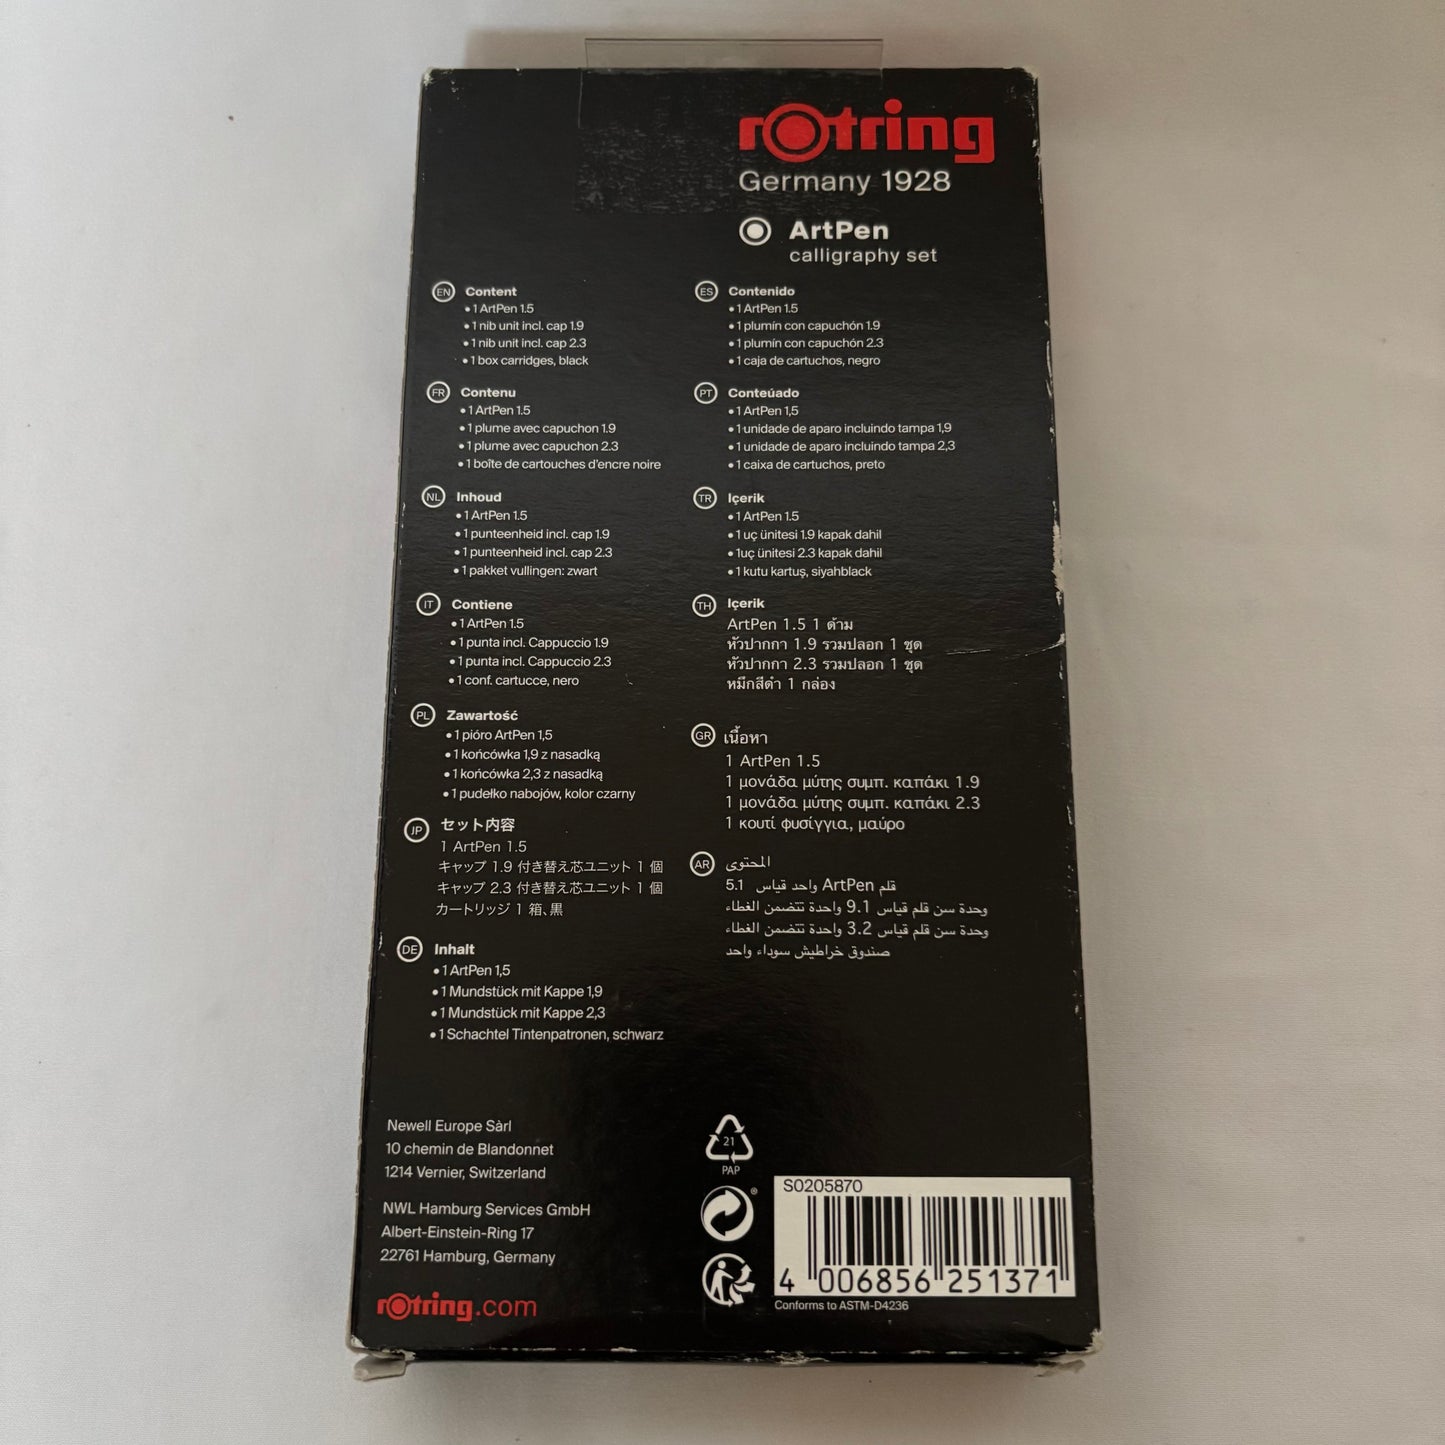 rotring
Germany 1928
ArtPen
calligraphy set
EN Content
• 1 ArtPen 1.5
• 1 nib unit incl. cap 1.9
• 1 nib unit incl. cap 2.3
• 1 box carridges, black
FR Contenu
• 1 ArtPen 1.5
• 1 plume avec capuchon 1.9
• 1 plume avec capuchon 2.3
• 1 boîte de cartouches d'encre noire
NL Inhoud
• 1 ArtPen 1.5
• 1 punteenheid incl. cap 1.9
• 1 punteenheid incl. cap 2.3
• 1 pakket vullingen: zwart
IT Contiene
• 1 ArtPen 1.5
• 1 punta incl. Cappuccio 1.9
• 1 punta incl. Cappuccio 2.3
• 1 conf. cartucce, nero
PL Zawartość
• 1 pióro ArtPen 1,5
• 1 końcówka 1,9 z nasadką
• 1 końcówka 2,3 z nasadką
• 1 pudełko nabojów, kolor czarny
JP セット内容
1 ArtPen 1.5
キャップ 1.9 付き替え芯ユニット 1 個
キャップ 2.3 付き替え芯ユニット 1 個
カートリッジ 1 箱、黒
DE Inhalt
• 1 ArtPen 1,5
• 1 Mundstück mit Kappe 1,9
• 1 Mundstück mit Kappe 2,3
• 1 Schachtel Tintenpatronen, schwarz
ES Contenido
• 1 ArtPen 1.5
• 1 plumín con capuchón 1.9
• 1 plumín con capuchón 2.3
• 1 caja de cartuchos, negro
PT Conteúado
• 1 ArtPen 1,5
• 1 unidade de aparo incluindo tampa 1,9
• 1 unidade de aparo incluindo tampa 2,3
• 1 caixa de cartuchos, preto
TR Içerik
• 1 ArtPen 1.5
• 1 uç ünitesi 1.9 kapak dahil
• 1uç ünitesi 2.3 kapak dahil
• 1 kutu kartuş, siyahblack
TH Içerik
ArtPen 1.5 1 ด้าม
หัวปากกา 1.9 รวมปลอก 1 ชุด
หัวปากกา 2.3 รวมปลอก 1 ชุด
หมึกสีดำ 1 กล่อง
GR เนื้อหา
1 ArtPen 1.5
1 μονάδα μύτης συμπ. καπάκι 1.9
1 μονάδα μύτης συμπ. καπάκι 2.3
1 κουτί φυσίγγια, μαύρο
AR المحتوى
قلم ArtPen واحد قياس 5.1
وحدة سن قلم قياس 9.1 واحدة تتضمن الغطاء
وحدة سن قلم قياس 3.2 واحدة تتضمن الغطاء
صندوق خراطيش سوداء واحد
Newell Europe Sàrl
10 chemin de Blandonnet
1214 Vernier, Switzerland
NWL Hamburg Services GmbH
Albert-Einstein-Ring 17
22761 Hamburg, Germany
rotring.com
21
PAP
®
S0205870
4 006856 251371
Conforms to ASTM-D4236